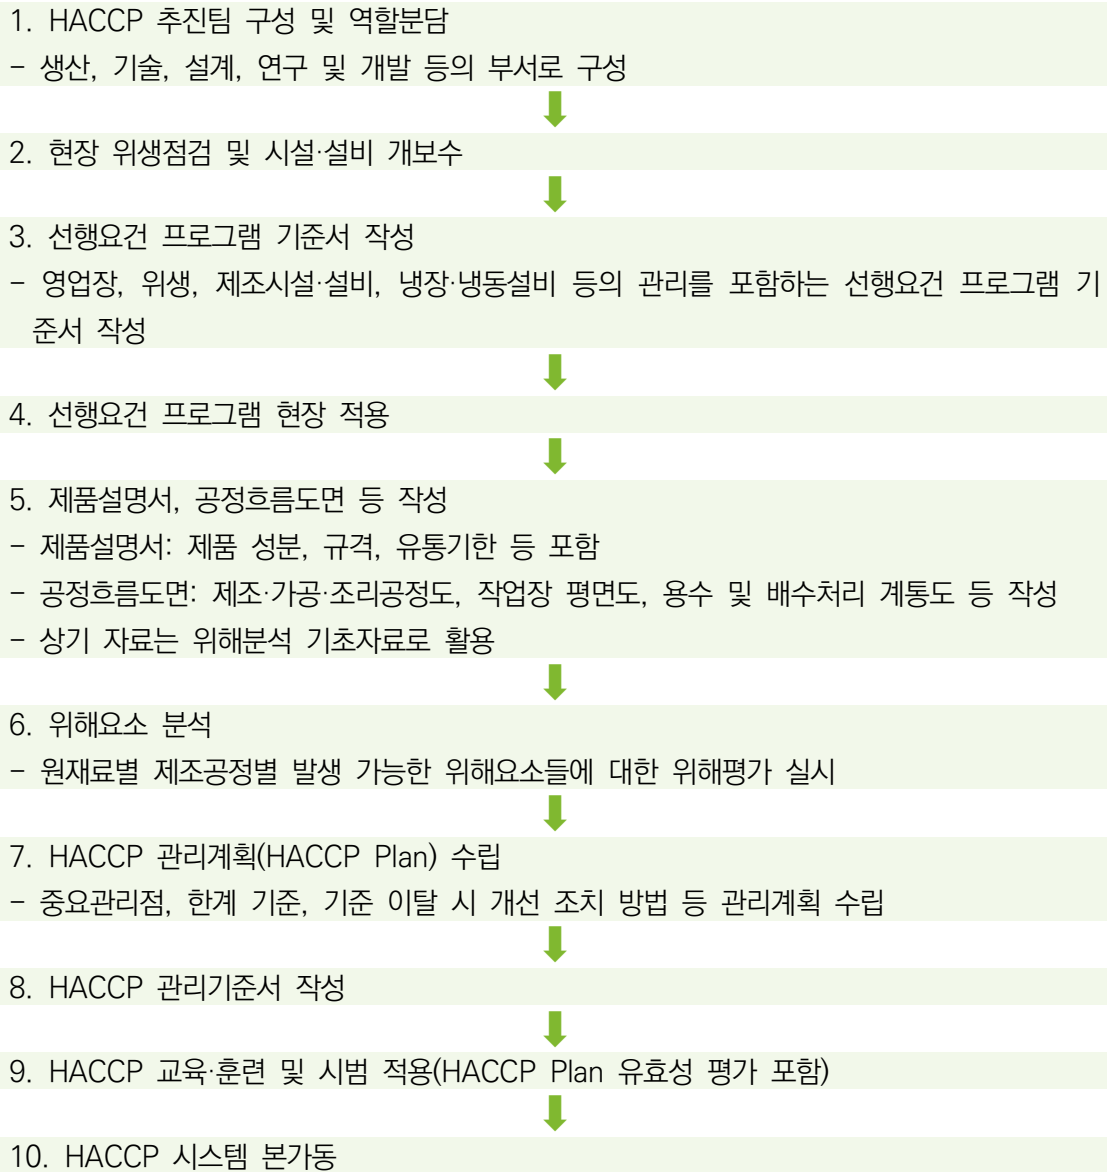 1. HACCP 추진팀 구성 및 역할분담
- 생산, 기술, 설계, 연구 및 개발 등의 부서로 구성
2. 현장 위생점검 및 시설·설비 개보수
3. 선행요건 프로그램 기준서 작성
- 영업장, 위생, 제조시설·설비, 냉장·냉동설비 등의 관리를 포함하는 선행요건 프로그램 기
준서 작성
4. 선행요건 프로그램 현장 적용
5. 제품설명서, 공정흐름도면 등 작성
- 제품설명서: 제품 성분, 규격, 유통기한 등 포함
- 공정흐름도면: 제조·가공·조리공정도, 작업장 평면도, 용수 및 배수처리 계통도 등 작성
- 상기 자료는 위해분석 기초자료로 활용
6. 위해요소 분석
- 원재료별 제조공정별 발생 가능한 위해요소들에 대한 위해평가 실시
7. HACCP 관리계획(HACCP Plan) 수립
- 중요관리점, 한계 기준, 기준 이탈 시 개선 조치 방법 등 관리계획 수립
8. HACCP 관리기준서 작성
9. HACCP 교육·훈련 및 시범 적용(HACCP Plan 유효성 평가 포함)
10. HACCP 시스템 본가동